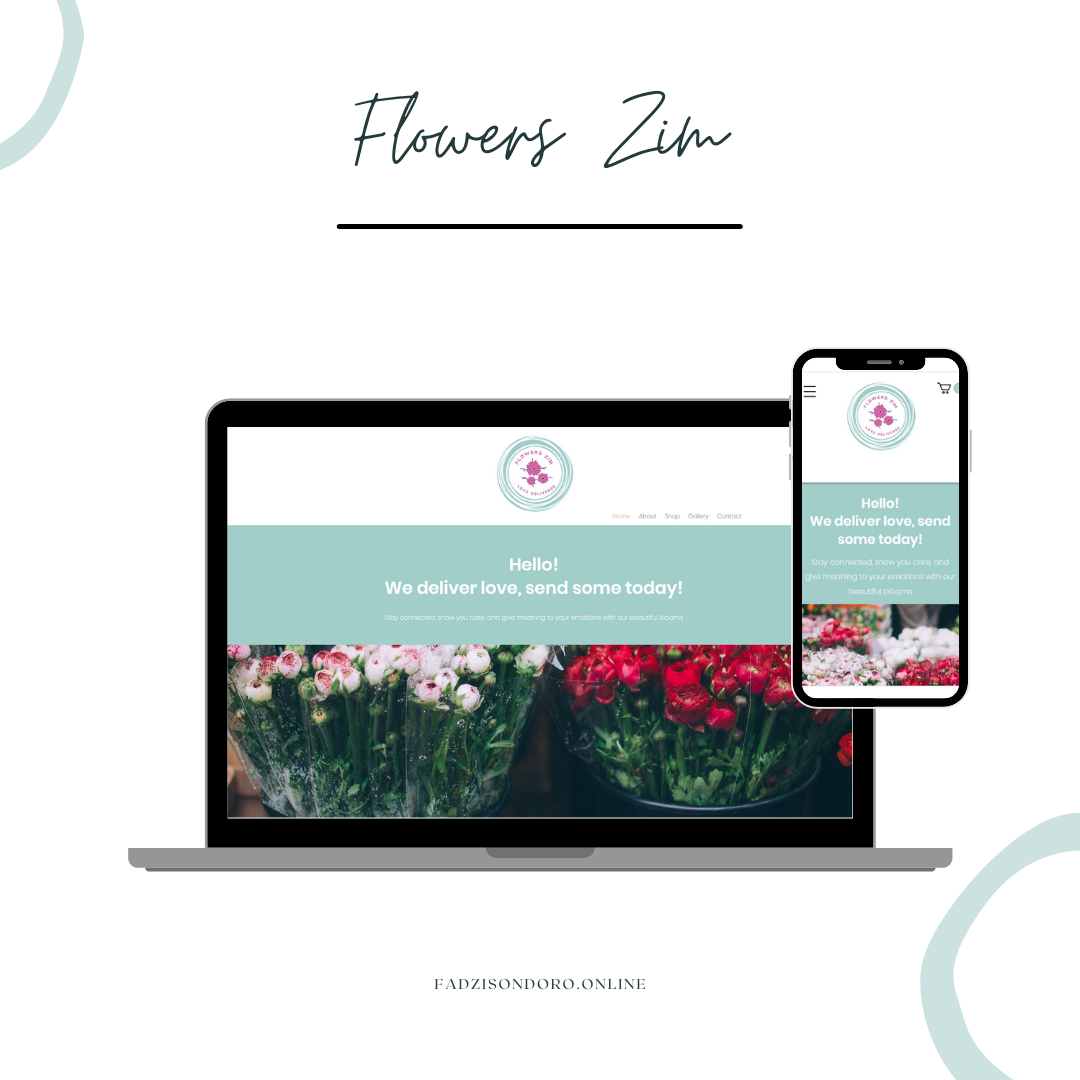 Flowers Zim
FLOWERS ZIM
LOVE DELIVERED
Home About Shop Gallery Contact
Hello!
We deliver love, send some today!
Stay connected, show you care, and give meaning to your emotions with our beautiful blooms
FLOWERS ZIM
LOVE DELIVERED
Hello!
We deliver love, send
some today!
Stay connected, show you care, and
give meaning to your emotions with our
beautiful blooms
FADZISONDORO.ONLINE